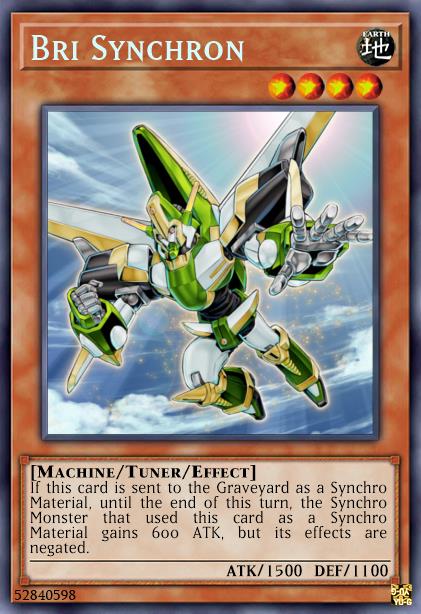 Bri Synchron
EARTH
地
[Machine/Tuner/Effect]
If this card is sent to the Graveyard as a Synchro
Material, until the end of this turn, the Synchro
Monster that used this card as a Synchro
Material gains 600 ATK, but its effects are
negated.
ATK/1500 DEF/1100
52840598